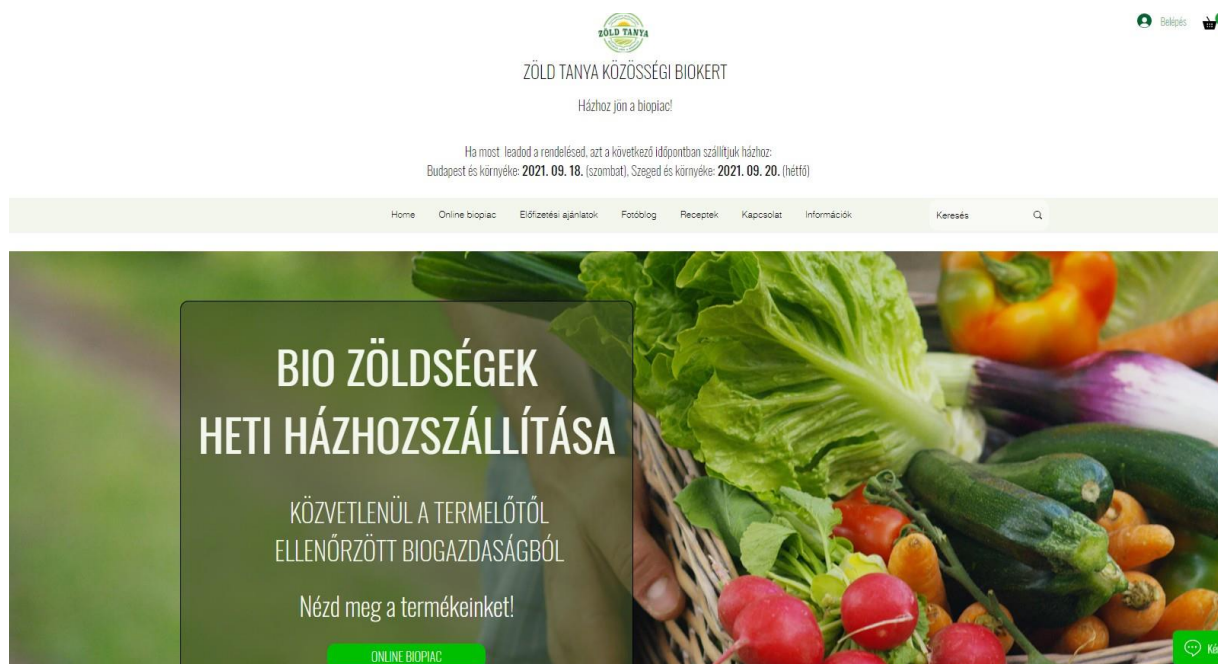 ZÖLD TANYA
Belépés
ZÖLD TANYA KÖZÖSSÉGI BIOKERT
Házhoz jön a biopiac!
Ha most leadod a rendelésed, azt a következő időpontban szállítjuk házhoz:
Budapest és környéke: 2021. 09. 18. (szombat), Szeged és környéke: 2021. 09. 20. (hétfő)
Home Online biopiac Előfizetési ajánlatok Fotóblog Receptek Kapcsolat Információk Keresés
BIO ZÖLDSÉGEK
HETI HÁZHOZSZÁLLÍTÁSA
KÖZVETLENÜL A TERMELŐTŐL
ELLENŐRZÖTT BIOGAZDASÁGBÓL
Nézd meg a termékeinket!
ONLINE BIOPIAC